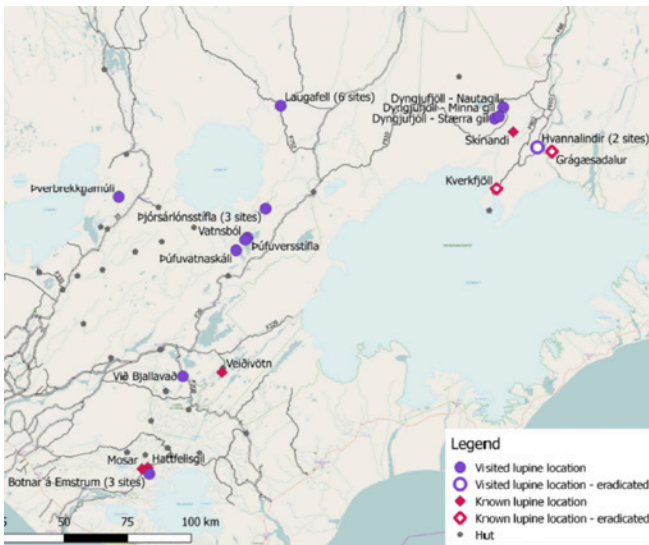 Laugafell (6 sites)
Dyngjufjöll - Nautagil
Dyngjufjöll - Minna gil
Dyngjufjöll - Stærra gil
Skínandi
Hvannalindir (2 sites)
Grágæsadalur
Kverkfjöll
Þverbrekknamúli
Þjórsárlónsstífla (3 sites)
Vatnsból
Þúfuversstífla
Þúfuvatnaskáli
F225
Veiðivötn
Við Bjallavað
Mosar
Hattfellsgil
Botnar á Emstrum (3 sites)
50 75 100 km
Legend
Visited lupine location
Visited lupine location - eradicated
Known lupine location
Known lupine location - eradicated
Hut